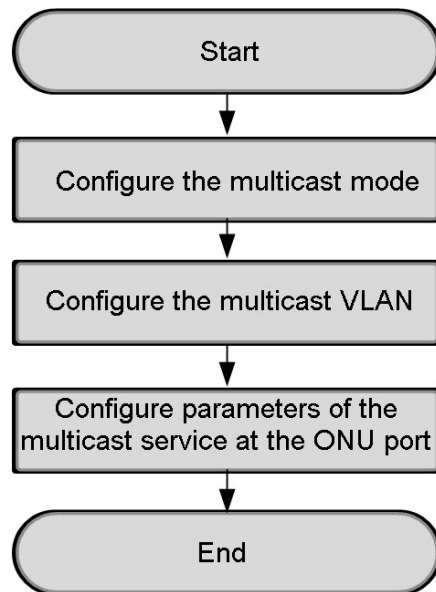 Start
Configure the multicast mode
Configure the multicast VLAN
Configure parameters of the
multicast service at the ONU port
End